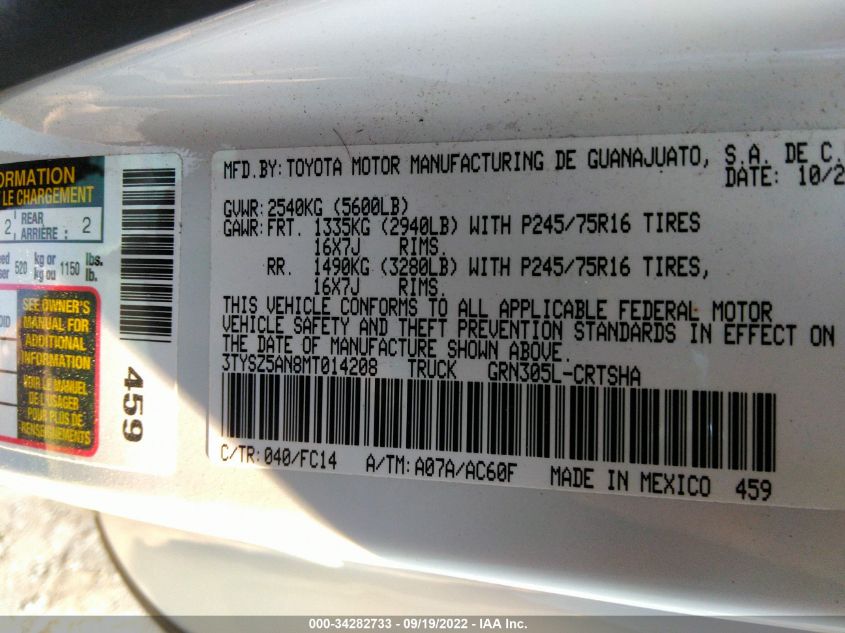 ORMATION
LE CHARGEMENT
2 REAR ARRIÈRE : 2
520 kg or kg ou 1150 lbs. lb.
SEE OWNER'S
MANUAL FOR
ADDITIONAL
INFORMATION
VOIR LE MANUEL
DE L'USAGER
POUR PLUS DE
RENSEIGNEMENTS
459
MFD.BY:TOYOTA MOTOR MANUFACTURING DE GUANAJUATO, S.A. DE C.
DATE: 10/2
GVWR:2540KG (5600LB)
GAWR:FRT. 1335KG (2940LB) WITH P245/75R16 TIRES
16X7J RIMS.
RR. 1490KG (3280LB) WITH P245/75R16 TIRES,
16X7J RIMS.
THIS VEHICLE CONFORMS TO ALL APPLICABLE FEDERAL MOTOR
VEHICLE SAFETY AND THEFT PREVENTION STANDARDS IN EFFECT ON
THE DATE OF MANUFACTURE SHOWN ABOVE.
3TYSZ5AN8MT014208 TRUCK GRN305L-CRTSHA
C/TR:040/FC14 A/TM:A07A/AC60F MADE IN MEXICO 459
000-34282733 - 09/19/2022 - IAA Inc.